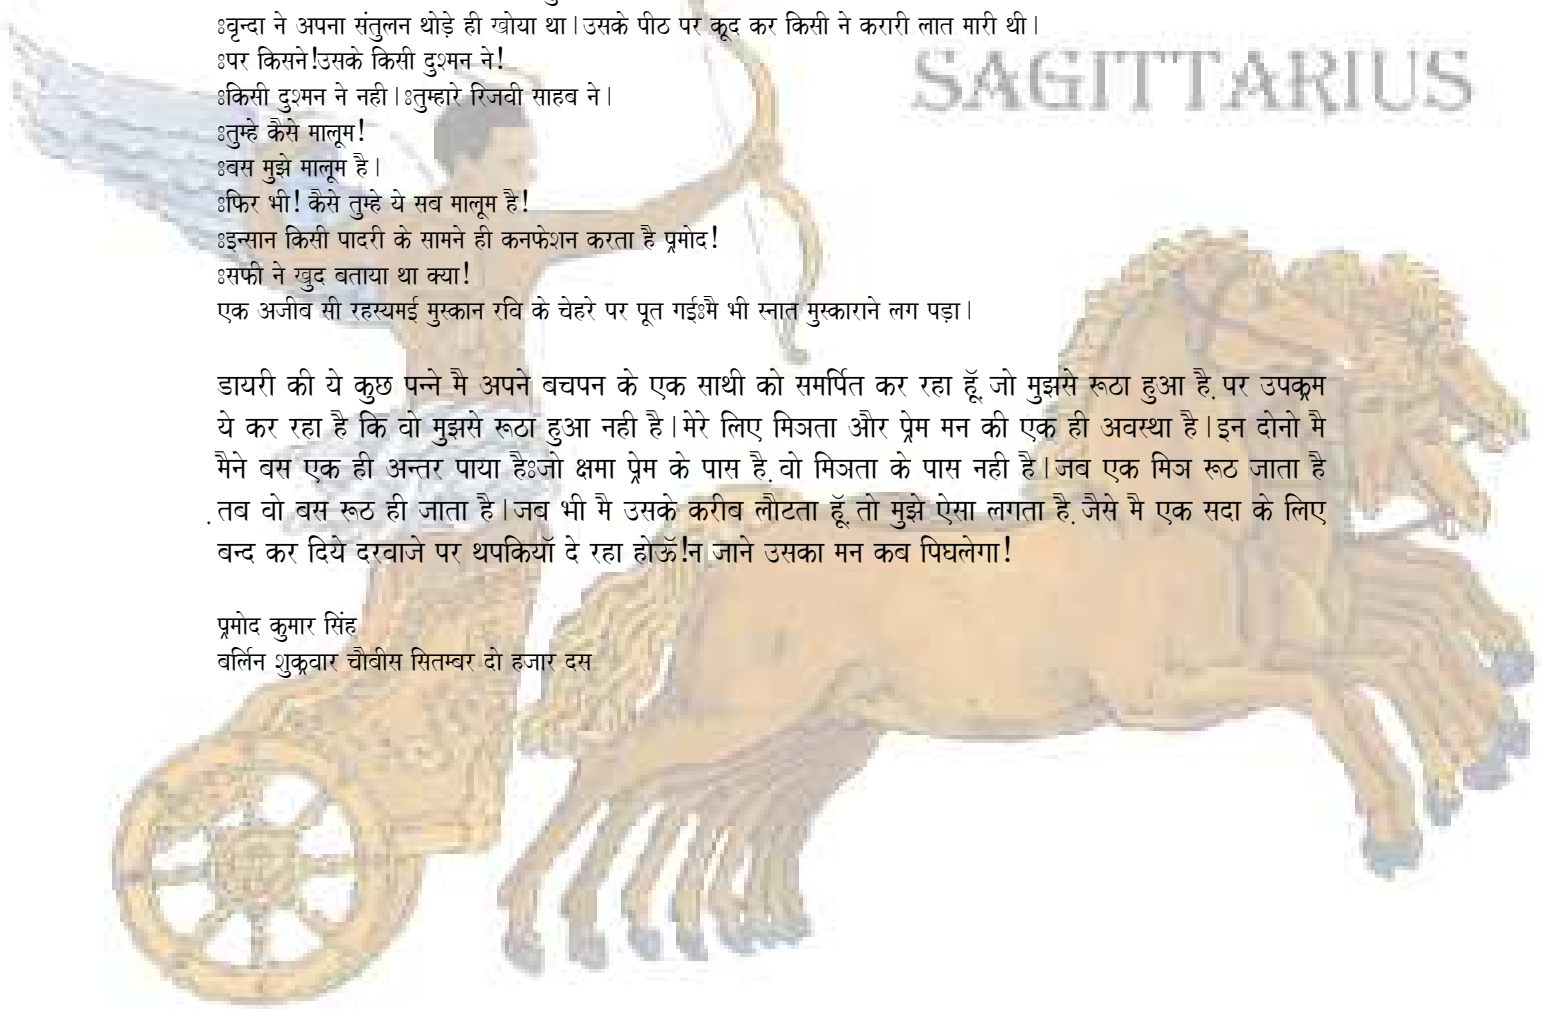 ःवृन्दा ने अपना संतुलन थोड़े ही खोया था।उसके पीठ पर कूद कर किसी ने करारी लात मारी थी।
ःपर किसने!उसके किसी दुश्मन ने!
SAGITTARIUS
ःकिसी दुश्मन ने नही।ःतुम्हारे रिजवी साहब ने।
ःतुम्हे कैसे मालूम!
ःबस मुझे मालूम है।
ःफिर भी! कैसे तुम्हे ये सब मालूम है!
ःइन्सान किसी पादरी के सामने ही कनफेशन करता है प्रमोद!
ःसफी ने खुद बताया था क्या!
एक अजीब सी रहस्यमई मुस्कान रवि के चेहरे पर पूत गईःमै भी स्नात मुस्काराने लग पड़ा।
डायरी की ये कुछ पन्ने मै अपने बचपन के एक साथी को समर्पित कर रहा हूॅ. जो मुझसे रूठा हुआ है. पर उपक्रम
ये कर रहा है कि वो मुझसे रूठा हुआ नही है।मेरे लिए मिञता और प्रेम मन की एक ही अवस्था है।इन दोनो मै
मैने बस एक ही अन्तर पाया हैःजो क्षमा प्रेम के पास है. वो मिञता के पास नही है।जब एक मिञ रूठ जाता है
. तब वो बस रूठ ही जाता है।जब भी मै उसके करीब लौटता हूॅ. तो मुझे ऐसा लगता है. जैसे मै एक सदा के लिए
बन्द कर दिये दरवाजे पर थपकियॉ दे रहा होऊॅ!न जाने उसका मन कब पिघलेगा!
प्रमोद कुमार सिंह
बर्लिन शुक्रवार चौबीस सितम्बर दो हजार दस